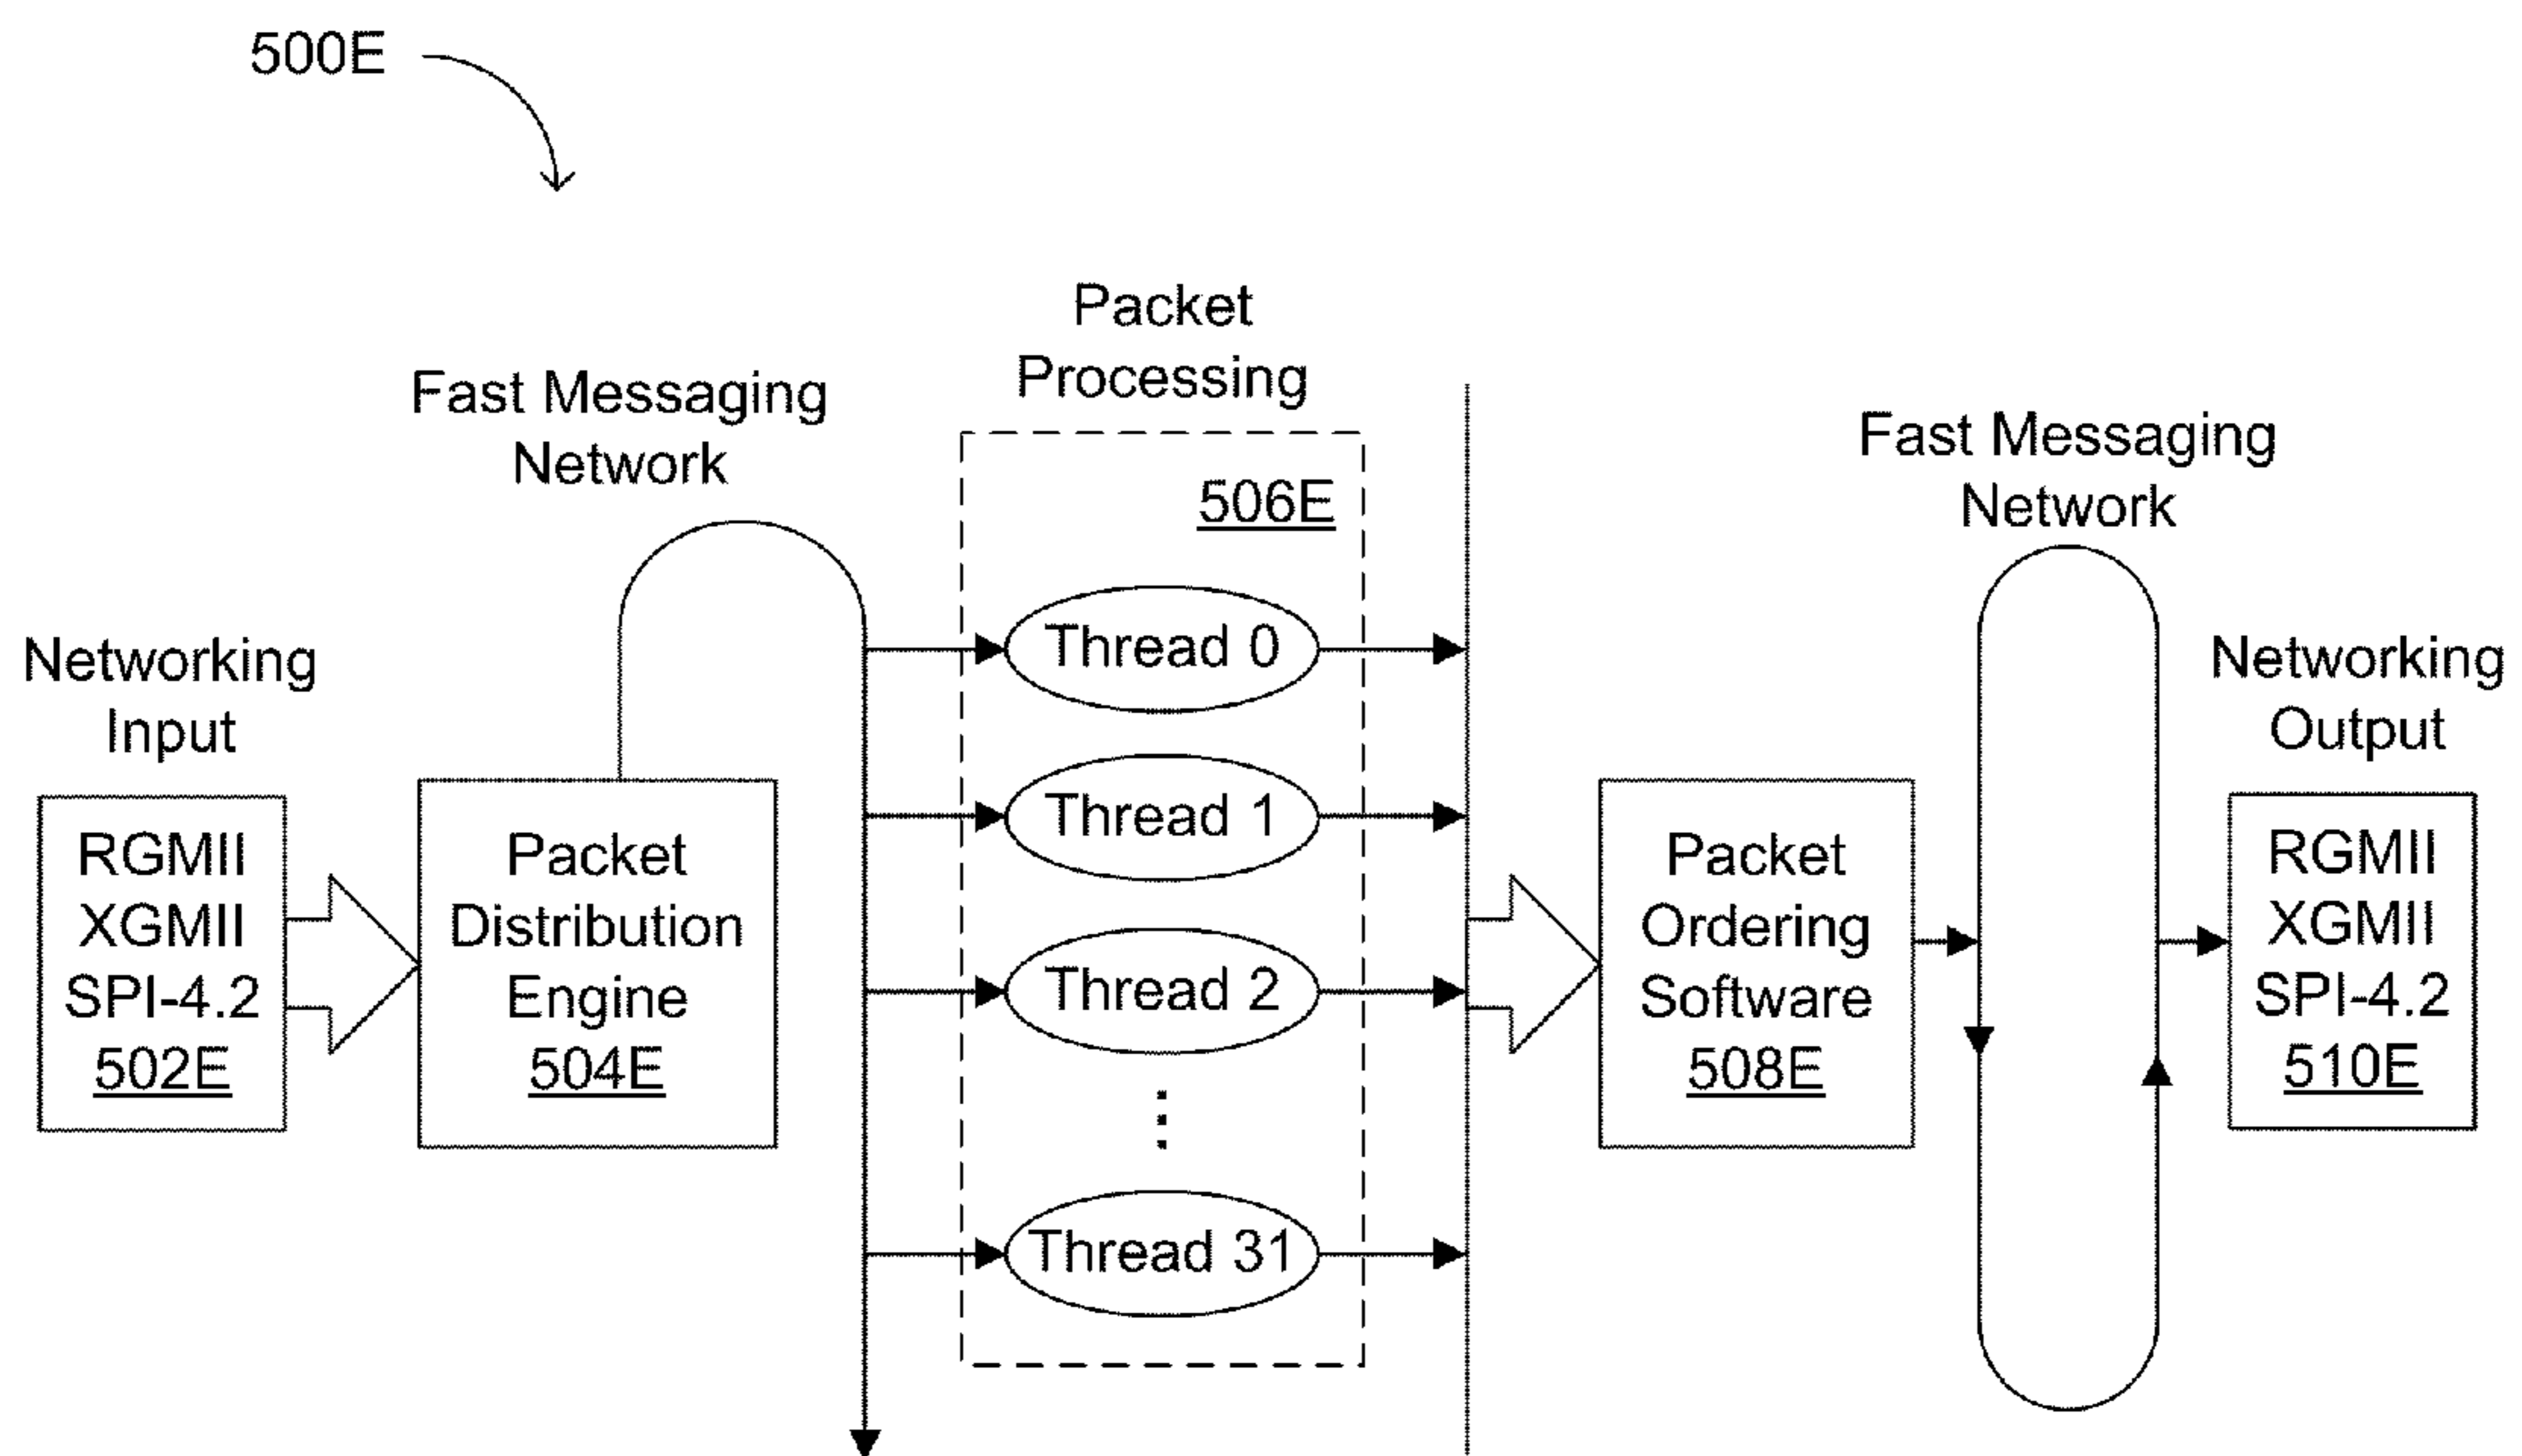 500E
Packet
Processing
Fast Messaging
Network
Fast Messaging
Network
506E
Networking
Input
RGMII
XGMII
SPI-4.2
502E
Packet
Distribution
Engine
504E
Thread 0
Thread 1
Thread 2
Thread 31
Packet
Ordering
Software
508E
Networking
Output
RGMII
XGMII
SPI-4.2
510E